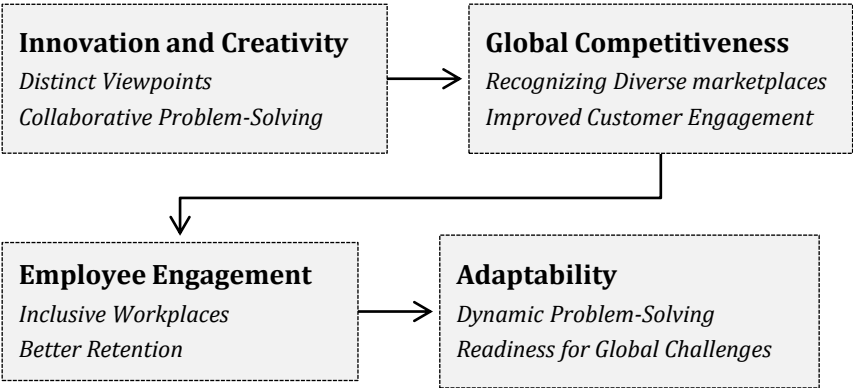 Innovation and Creativity
Distinct Viewpoints
Collaborative Problem-Solving
Global Competitiveness
Recognizing Diverse marketplaces
Improved Customer Engagement
Employee Engagement
Inclusive Workplaces
Better Retention
Adaptability
Dynamic Problem-Solving
Readiness for Global Challenges